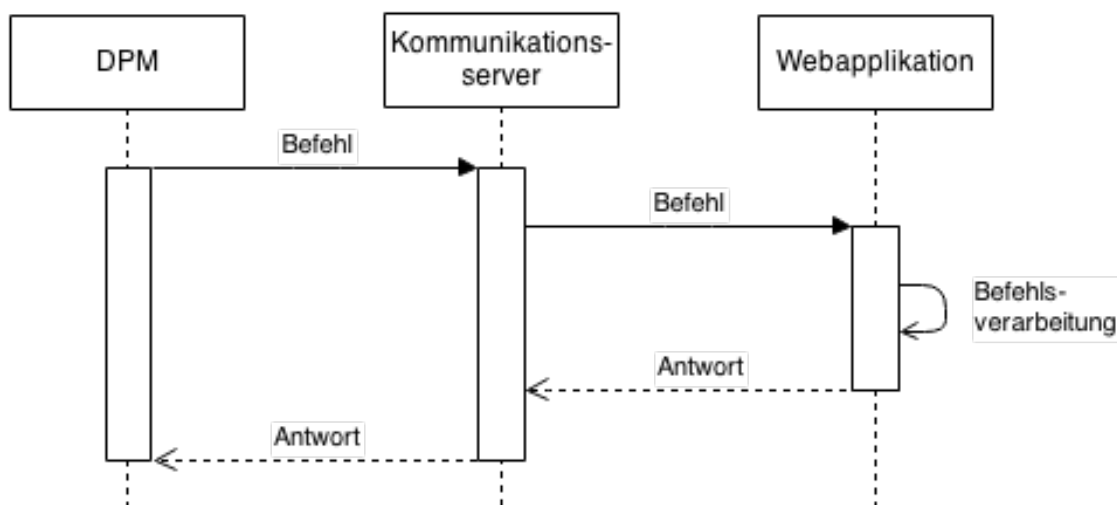 DPM
Kommunikations-
server
Webapplikation
Befehl
Befehl
Befehls-
verarbeitung
Antwort
Antwort